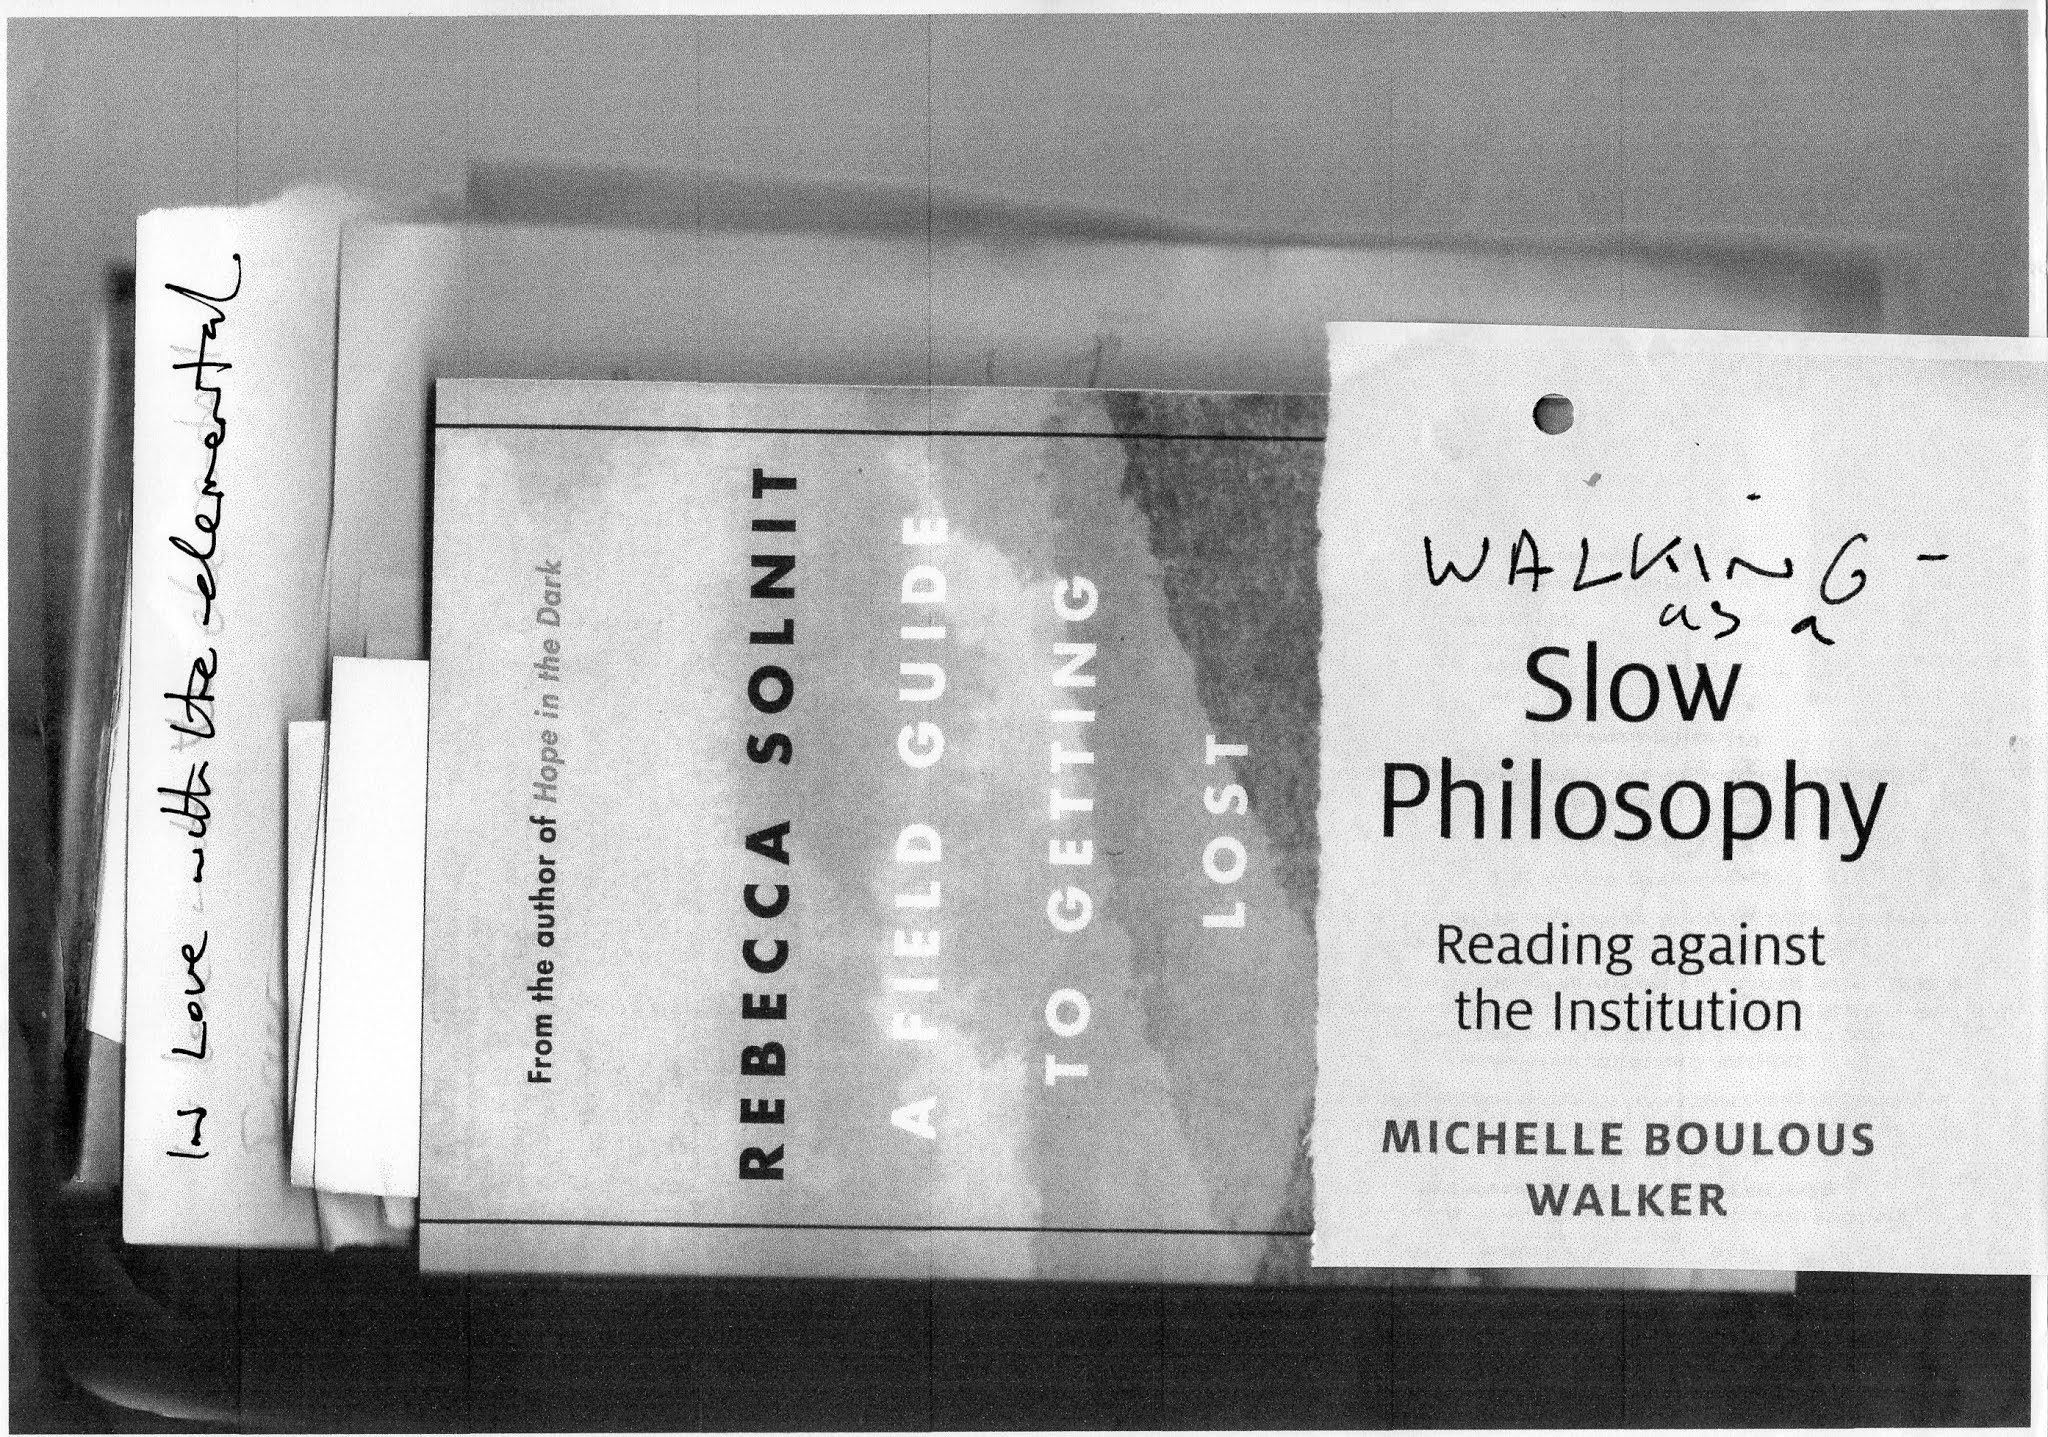 In Love with the elemental
From the author of Hope in the Dark
REBECCA SOLNIT
A FIELD GUIDE
TO GETTING
LOST
WALKING -
as a
Slow
Philosophy
Reading against
the Institution
MICHELLE BOULOUS
WALKER